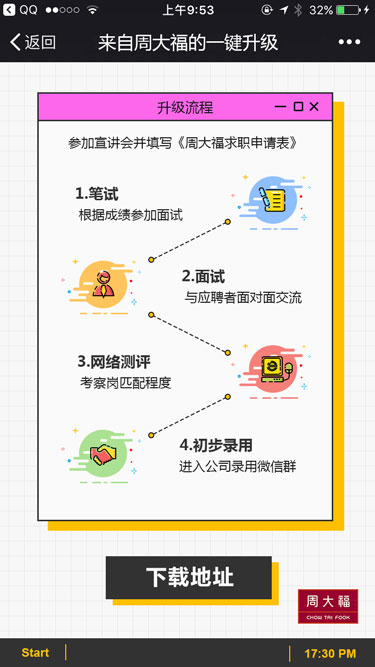 QQ
上午9:53
32%
返回
来自周大福的一键升级
升级流程
参加宣讲会并填写《周大福求职申请表》
1.笔试
根据成绩参加面试
2.面试
与应聘者面对面交流
3.网络测评
考察岗匹配程度
4.初步录用
进入公司录用微信群
下载地址
周大福
CHOW TAI FOOK
Start
17:30 PM